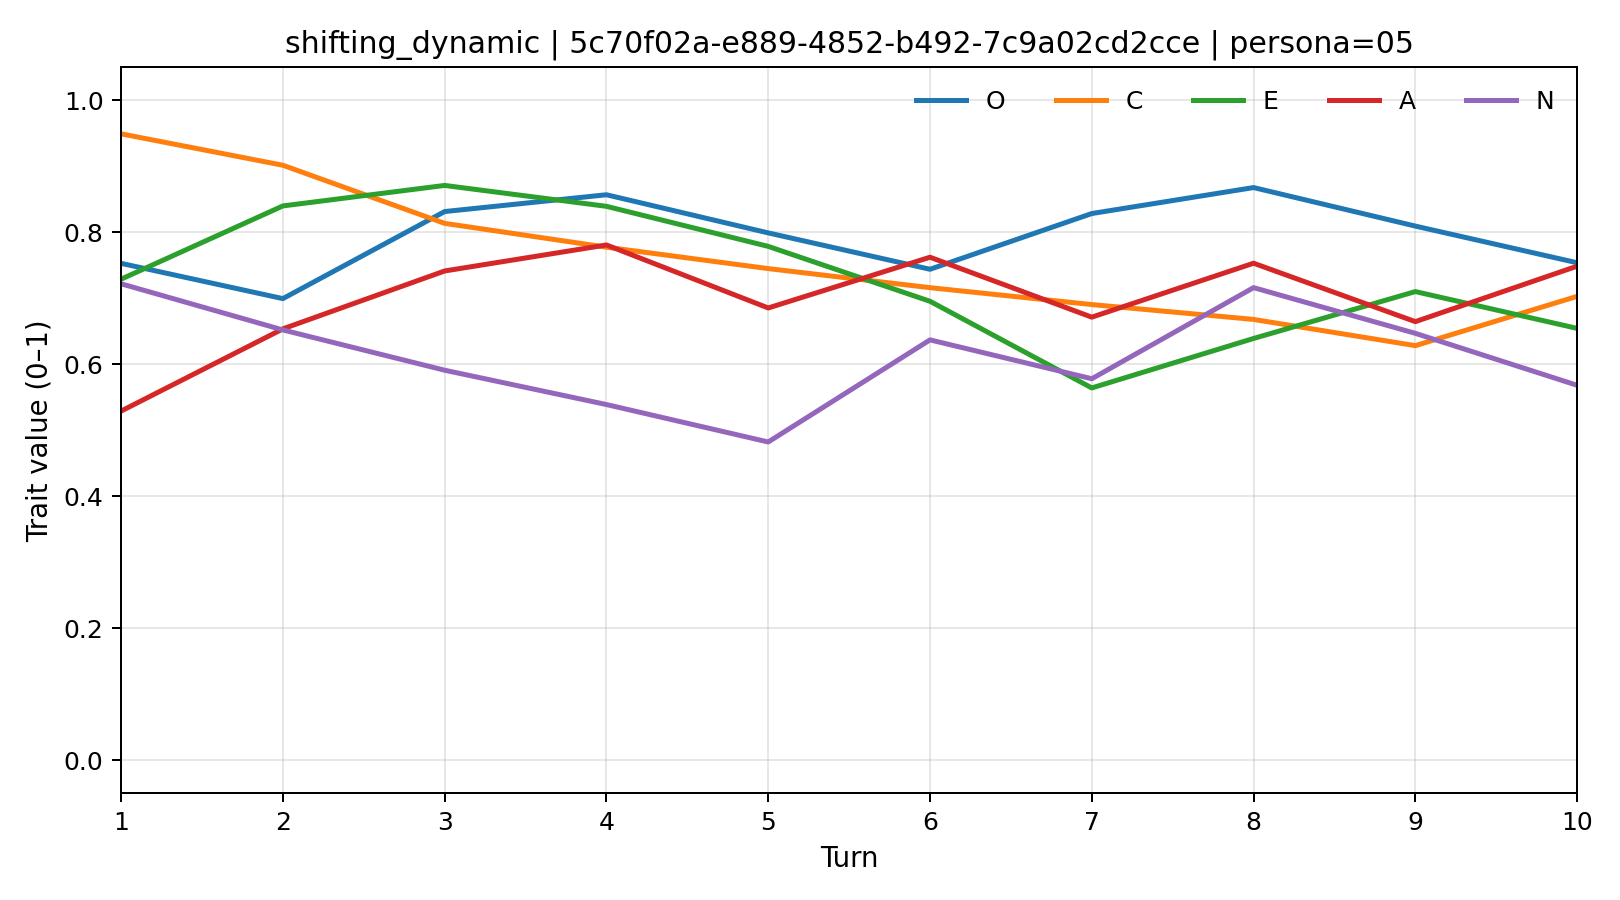 shifting_dynamic | 5c70f02a-e889-4852-b492-7c9a02cd2cce | persona=05
O C E A N
Trait value (0–1)
1.0
0.8
0.6
0.4
0.2
0.0
1 2 3 4 5 6 7 8 9 10
Turn